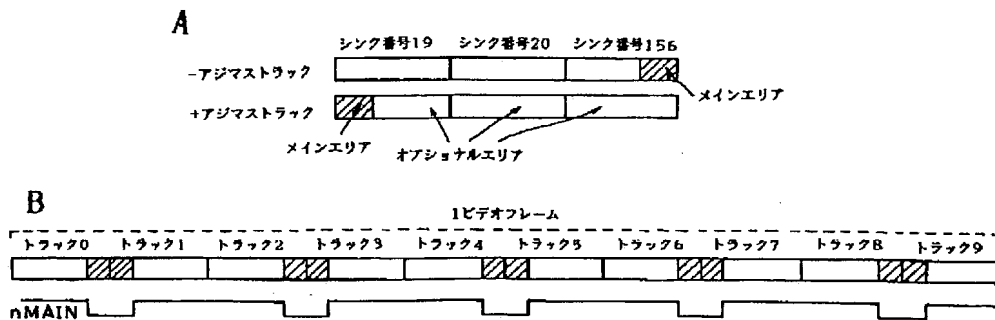 A
シンク番号19 シンク番号20 シンク番号156
-アジマストラック
メインエリア
+アジマストラック
メインエリア オプショナルエリア
B
1ビデオフレーム
トラック0 トラック1 トラック2 トラック3 トラック4 トラック5 トラック6 トラック7 トラック8 トラック9
nMAIN